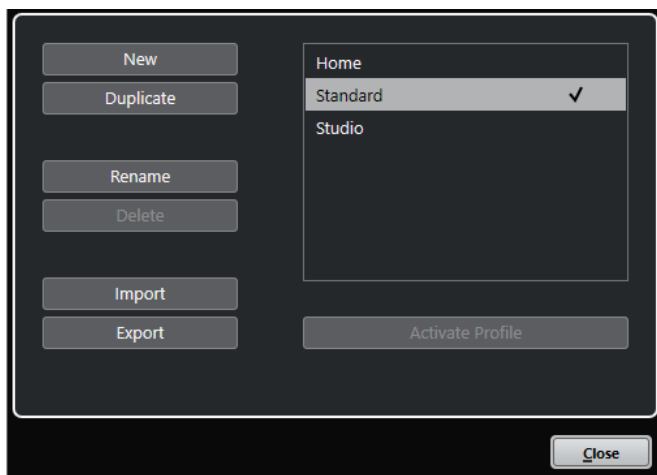 New
Duplicate
Rename
Delete
Import
Export
Home
Standard
Studio
Activate Profile
Close